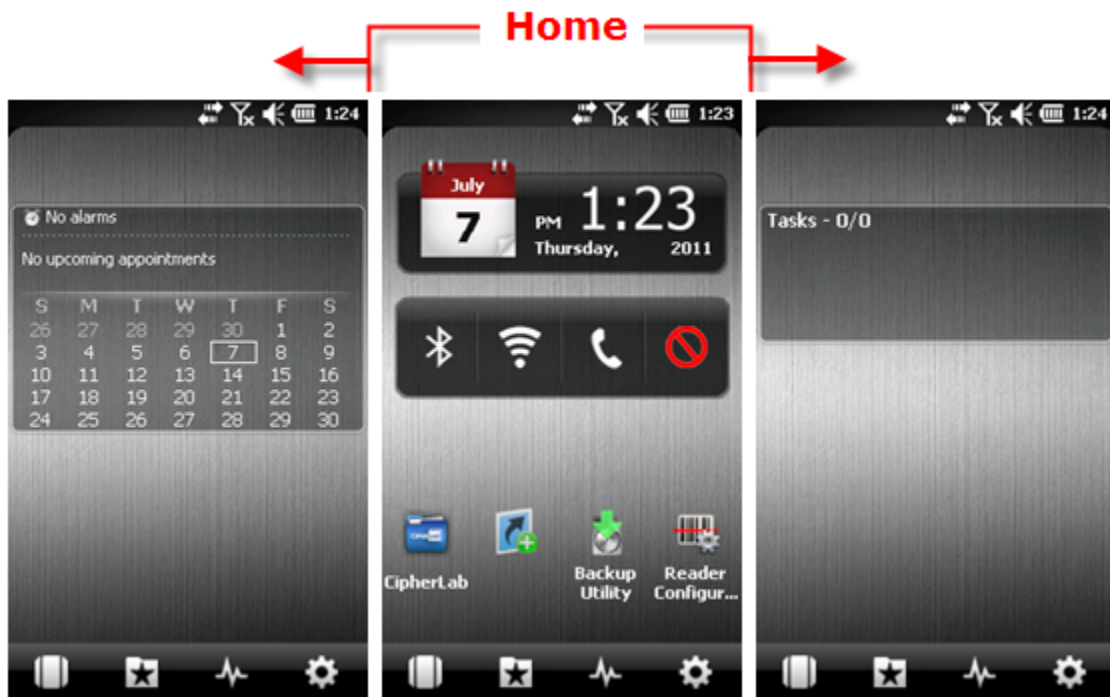 Home
1:24
No alarms
No upcoming appointments
S M T W T F S
26 27 28 29 30 1 2
3 4 5 6 7 8 9
10 11 12 13 14 15 16
17 18 19 20 21 22 23
24 25 26 27 28 29 30
1:23
July
7
PM 1:23
Thursday, 2011
CipherLab
Backup Utility
Reader Configur...
1:24
Tasks - 0/0